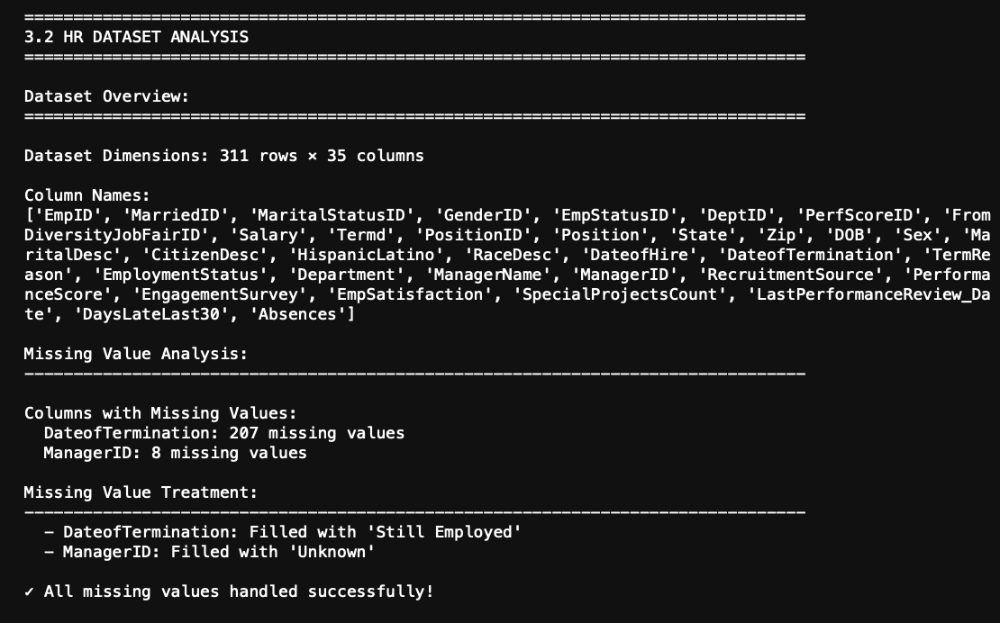 ================================================================================
3.2 HR DATASET ANALYSIS
================================================================================
Dataset Overview:
================================================================================
Dataset Dimensions: 311 rows × 35 columns
Column Names:
['EmpID', 'MarriedID', 'MaritalStatusID', 'GenderID', 'EmpStatusID', 'DeptID', 'PerfScoreID', 'From
DiversityJobFairID', 'Salary', 'Termd', 'PositionID', 'Position', 'State', 'Zip', 'DOB', 'Sex', 'Ma
ritalDesc', 'CitizenDesc', 'HispanicLatino', 'RaceDesc', 'DateofHire', 'DateofTermination', 'TermRe
ason', 'EmploymentStatus', 'Department', 'ManagerName', 'ManagerID', 'RecruitmentSource', 'Performa
nceScore', 'EngagementSurvey', 'EmpSatisfaction', 'SpecialProjectsCount', 'LastPerformanceReview_Da
te', 'DaysLateLast30', 'Absences']
Missing Value Analysis:
--------------------------------------------------------------------------------
Columns with Missing Values:
DateofTermination: 207 missing values
ManagerID: 8 missing values
Missing Value Treatment:
--------------------------------------------------------------------------------
- DateofTermination: Filled with 'Still Employed'
- ManagerID: Filled with 'Unknown'
✓ All missing values handled successfully!